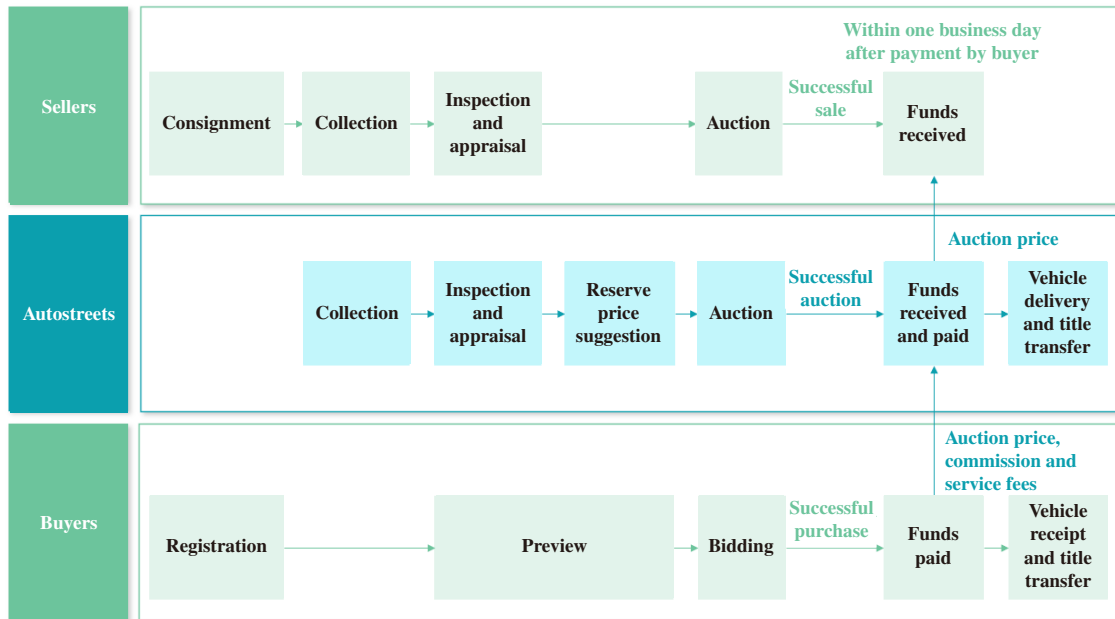 Sellers
Within one business day
after payment by buyer
Consignment
Collection
Inspection
and
appraisal
Auction
Successful
sale
Funds
received
Auction price
Autostreets
Collection
Inspection
and
appraisal
Reserve
price
suggestion
Auction
Successful
auction
Funds
received
and paid
Vehicle
delivery
and title
transfer
Auction price,
commission and
service fees
Buyers
Registration
Preview
Bidding
Successful
purchase
Funds
paid
Vehicle
receipt
and title
transfer